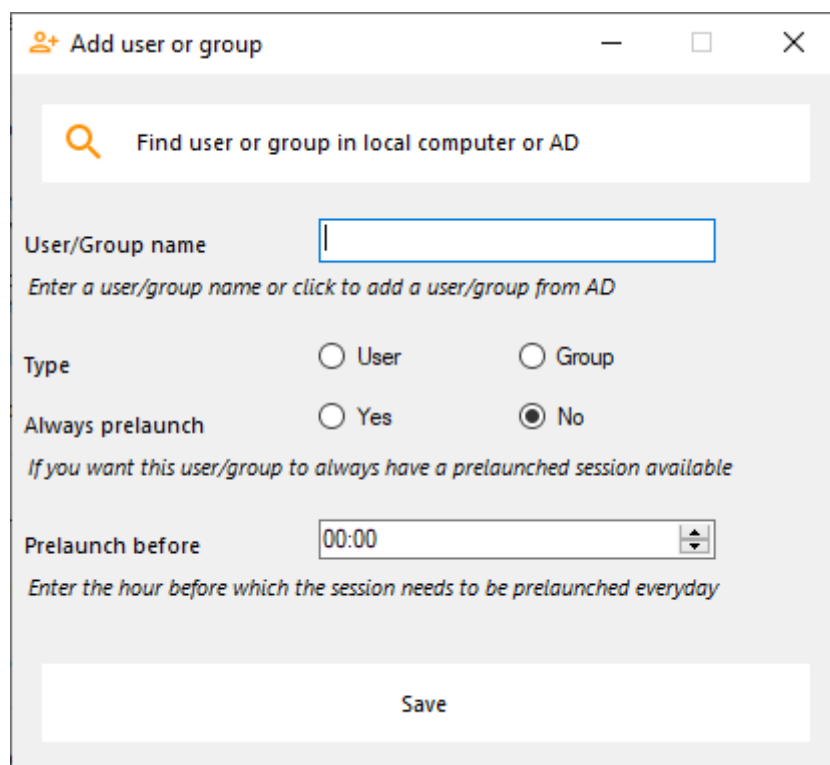 Add user or group
Find user or group in local computer or AD
User/Group name
Enter a user/group name or click to add a user/group from AD
Type User Group
Always prelaunch Yes No
If you want this user/group to always have a prelaunched session available
Prelaunch before 00:00
Enter the hour before which the session needs to be prelaunched everyday
Save